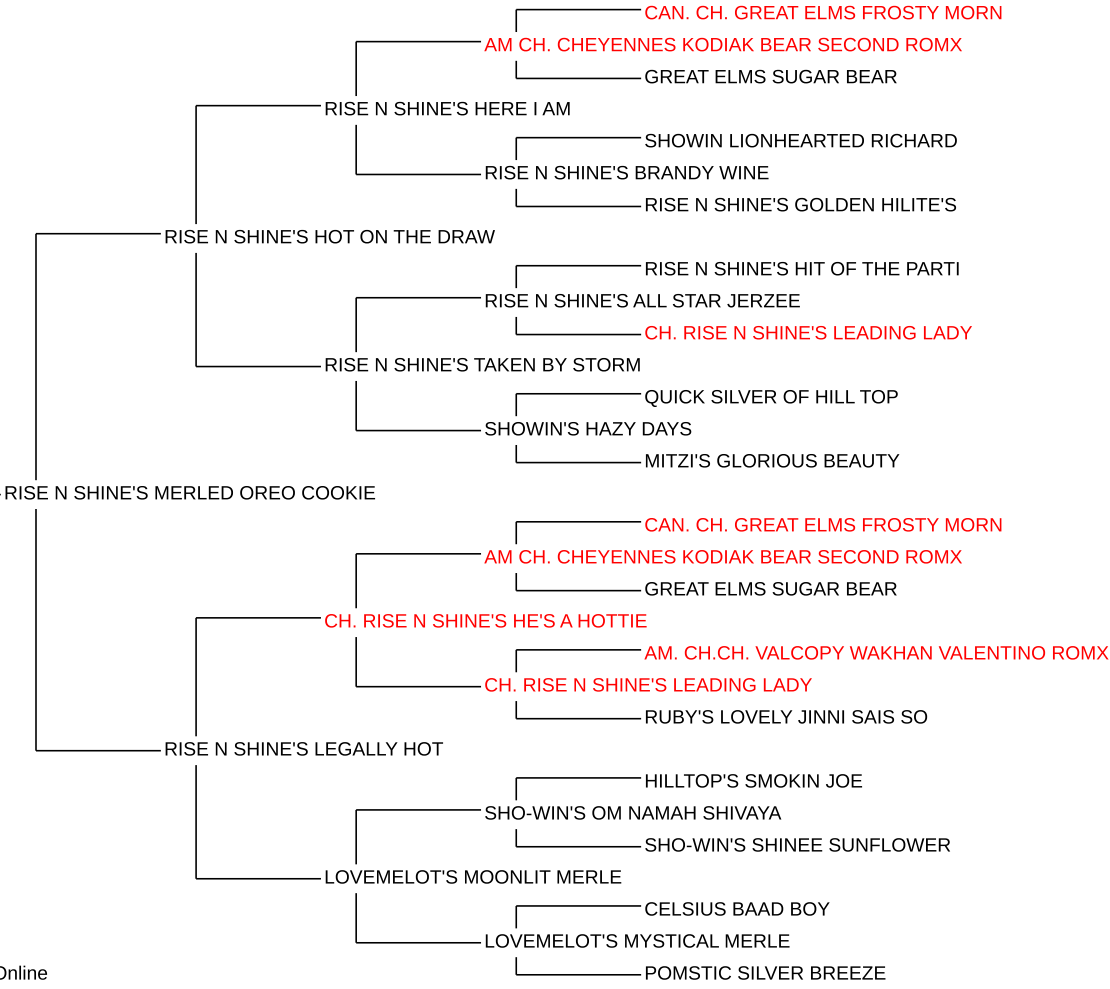 CAN. CH. GREAT ELMS FROSTY MORN
AM CH. CHEYENNES KODIAK BEAR SECOND ROMX
GREAT ELMS SUGAR BEAR
RISE N SHINE'S HERE I AM
SHOWIN LIONHEARTED RICHARD
RISE N SHINE'S BRANDY WINE
RISE N SHINE'S GOLDEN HILITE'S
RISE N SHINE'S HOT ON THE DRAW
RISE N SHINE'S HIT OF THE PARTI
RISE N SHINE'S ALL STAR JERZEE
CH. RISE N SHINE'S LEADING LADY
RISE N SHINE'S TAKEN BY STORM
QUICK SILVER OF HILL TOP
SHOWIN'S HAZY DAYS
MITZI'S GLORIOUS BEAUTY
RISE N SHINE'S MERLED OREO COOKIE
CAN. CH. GREAT ELMS FROSTY MORN
AM CH. CHEYENNES KODIAK BEAR SECOND ROMX
GREAT ELMS SUGAR BEAR
CH. RISE N SHINE'S HE'S A HOTTIE
AM. CH.CH. VALCOPY WAKHAN VALENTINO ROMX
CH. RISE N SHINE'S LEADING LADY
RUBY'S LOVELY JINNI SAIS SO
RISE N SHINE'S LEGALLY HOT
HILLTOP'S SMOKIN JOE
SHO-WIN'S OM NAMAH SHIVAYA
SHO-WIN'S SHINEE SUNFLOWER
LOVEMELOT'S MOONLIT MERLE
CELSIUS BAAD BOY
LOVEMELOT'S MYSTICAL MERLE
POMSTIC SILVER BREEZE
Online